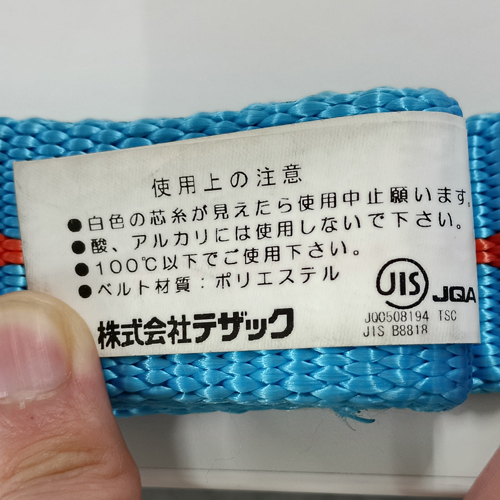 使用上の注意
●白色の芯糸が見えたら使用中止願います。
●酸、アルカリには使用しないで下さい。
●100℃以下でご使用下さい。
●ベルト材質：ポリエステル
JIS JQA
JQ0508194 TSC
JIS B8818
株式会社テザック